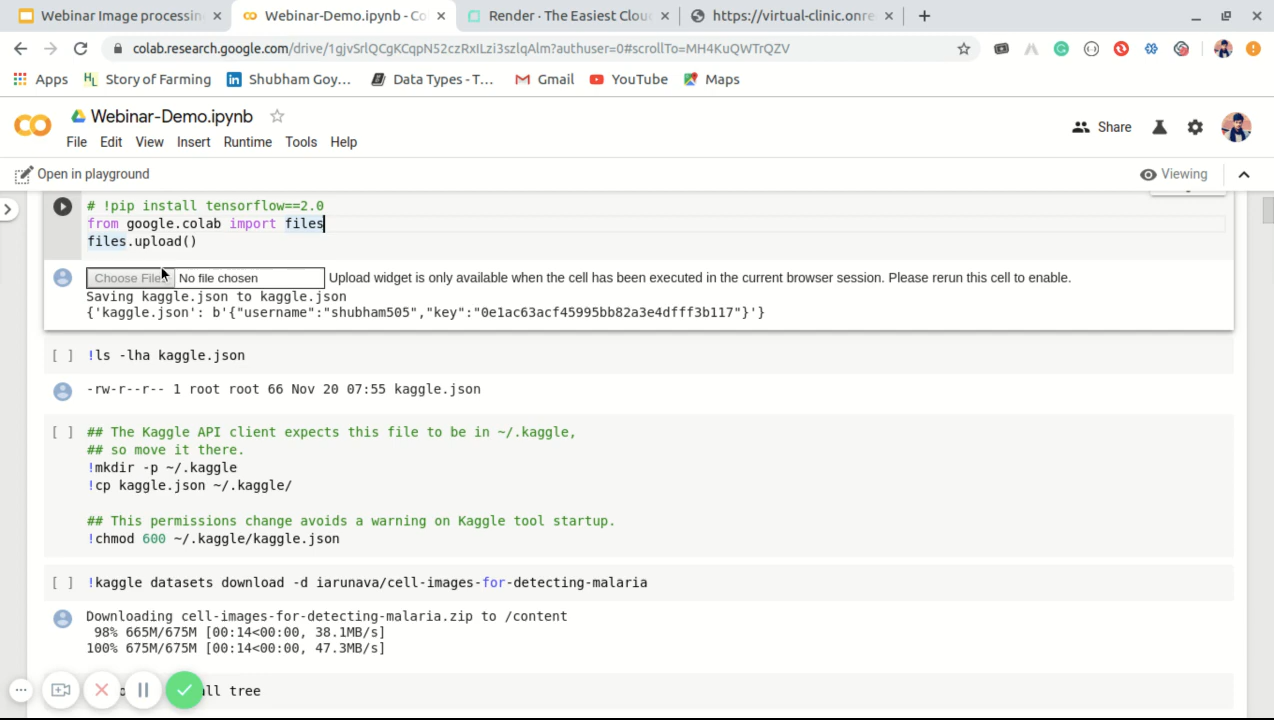 Webinar Image processin
Webinar-Demo.ipynb - Co
Render · The Easiest Clou
https://virtual-clinic.onre
colab.research.google.com/drive/1gjvSrlQCgKCqpN52czRxILzi3szlqAlm?authuser=0#scrollTo=MH4KuQWTrQZV
Apps
Story of Farming
Shubham Goy...
Data Types - T...
Gmail
YouTube
Maps
Webinar-Demo.ipynb
Share
File Edit View Insert Runtime Tools Help
Open in playground
Viewing
# !pip install tensorflow==2.0
from google.colab import files
files.upload()
Choose Files No file chosen Upload widget is only available when the cell has been executed in the current browser session. Please rerun this cell to enable.
Saving kaggle.json to kaggle.json
{'kaggle.json': b'{"username":"shubham505","key":"0e1ac63acf45995bb82a3e4dfff3b117"}'}
[ ] !ls -lha kaggle.json
-rw-r--r-- 1 root root 66 Nov 20 07:55 kaggle.json
[ ] ## The Kaggle API client expects this file to be in ~/.kaggle,
## so move it there.
!mkdir -p ~/.kaggle
!cp kaggle.json ~/.kaggle/
## This permissions change avoids a warning on Kaggle tool startup.
!chmod 600 ~/.kaggle/kaggle.json
[ ] !kaggle datasets download -d iarunava/cell-images-for-detecting-malaria
Downloading cell-images-for-detecting-malaria.zip to /content
98% 665M/675M [00:14<00:00, 38.1MB/s]
100% 675M/675M [00:14<00:00, 47.3MB/s]
tree